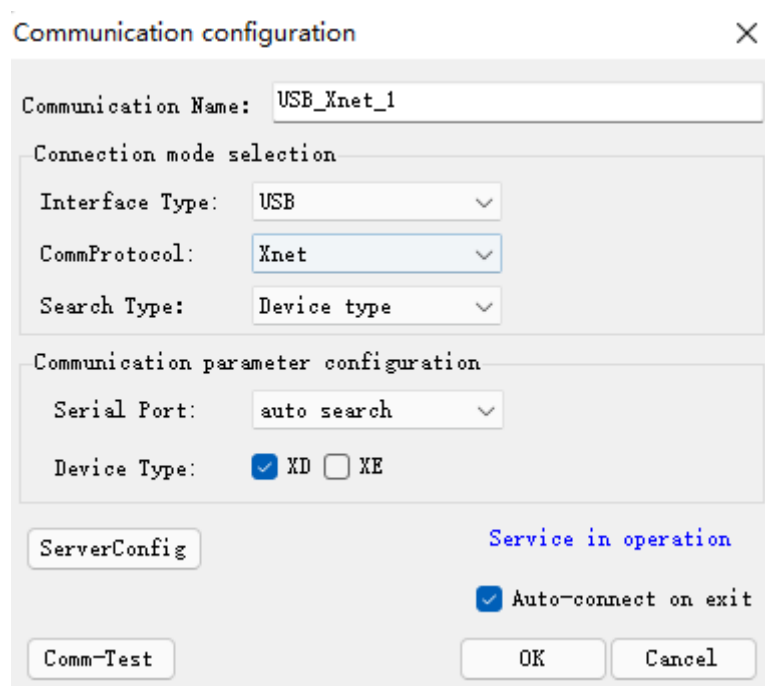 Communication configuration
Communication Name: USB_Xnet_1
Connection mode selection
Interface Type: USB
CommProtocol: Xnet
Search Type: Device type
Communication parameter configuration
Serial Port: auto search
Device Type: XD XE
ServerConfig Service in operation
Auto-connect on exit
Comm-Test OK Cancel